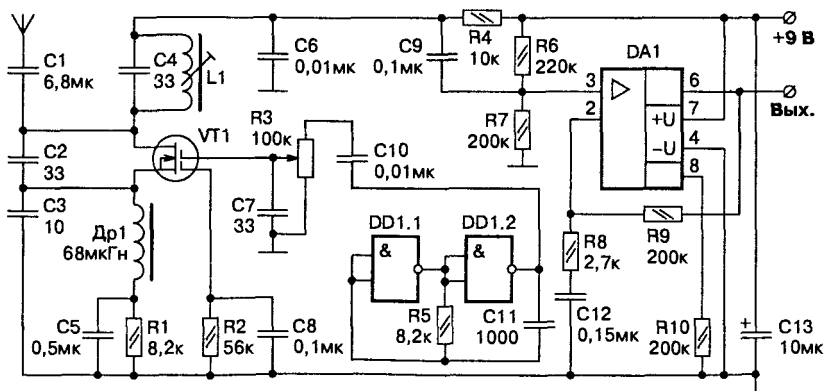 C1
6,8мк
C4
33
L1
C6
0,01мк
C9
0,1мк
R4
10к
R6
220к
DA1
+9 В
3
2
6
+U
7
-U
4
8
Вых.
C2
33
VT1
R3
100к
C10
0,01мк
R7
200к
C3
10
Др1
68мкГн
C7
33
DD1.1
&
DD1.2
&
R8
2,7к
R9
200к
C5
0,5мк
R1
8,2к
R2
56к
C8
0,1мк
R5
8,2к
C11
1000
C12
0,15мк
R10
200к
+
C13
10мк